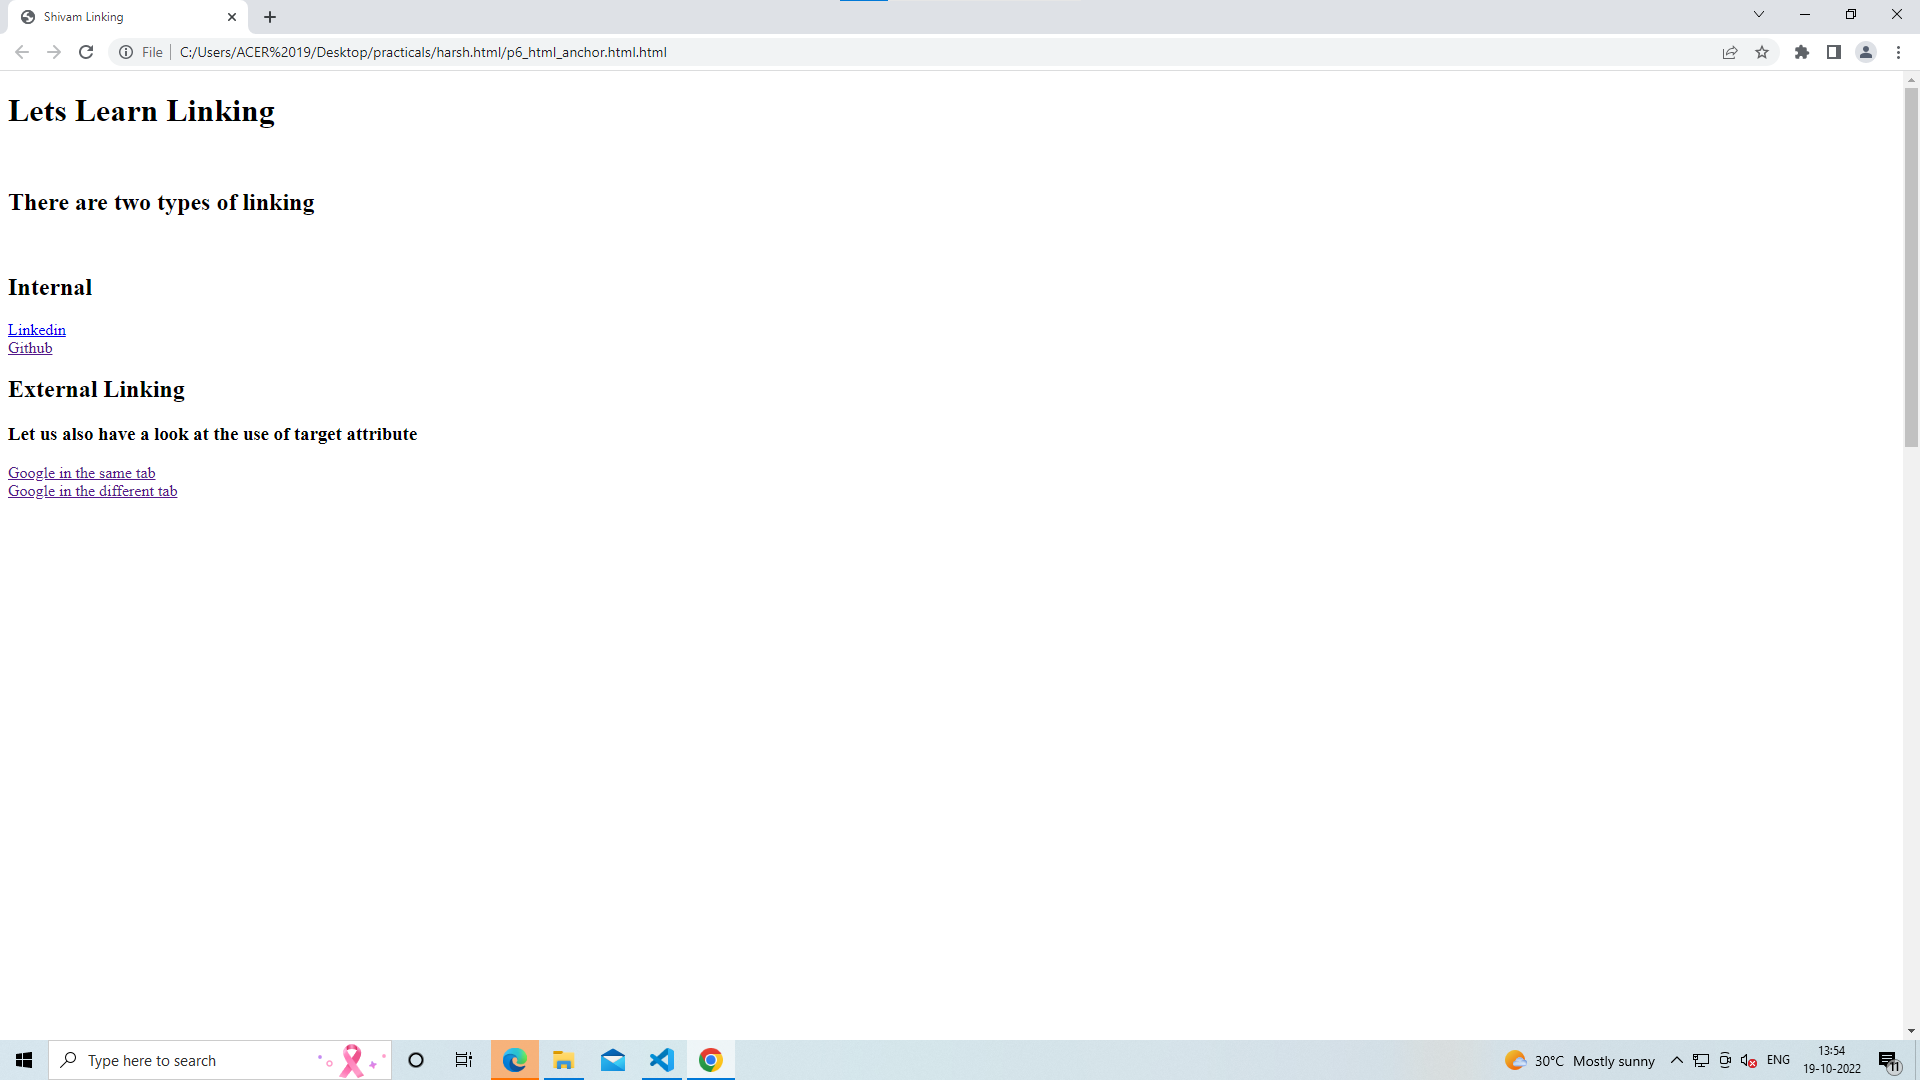 Shivam Linking
File
C:/Users/ACER%2019/Desktop/practicals/harsh.html/p6_html_anchor.html.html
Lets Learn Linking
There are two types of linking
Internal
Linkedin
Github
External Linking
Let us also have a look at the use of target attribute
Google in the same tab
Google in the different tab
Type here to search
30°C Mostly sunny
ENG
13:54
19-10-2022
11